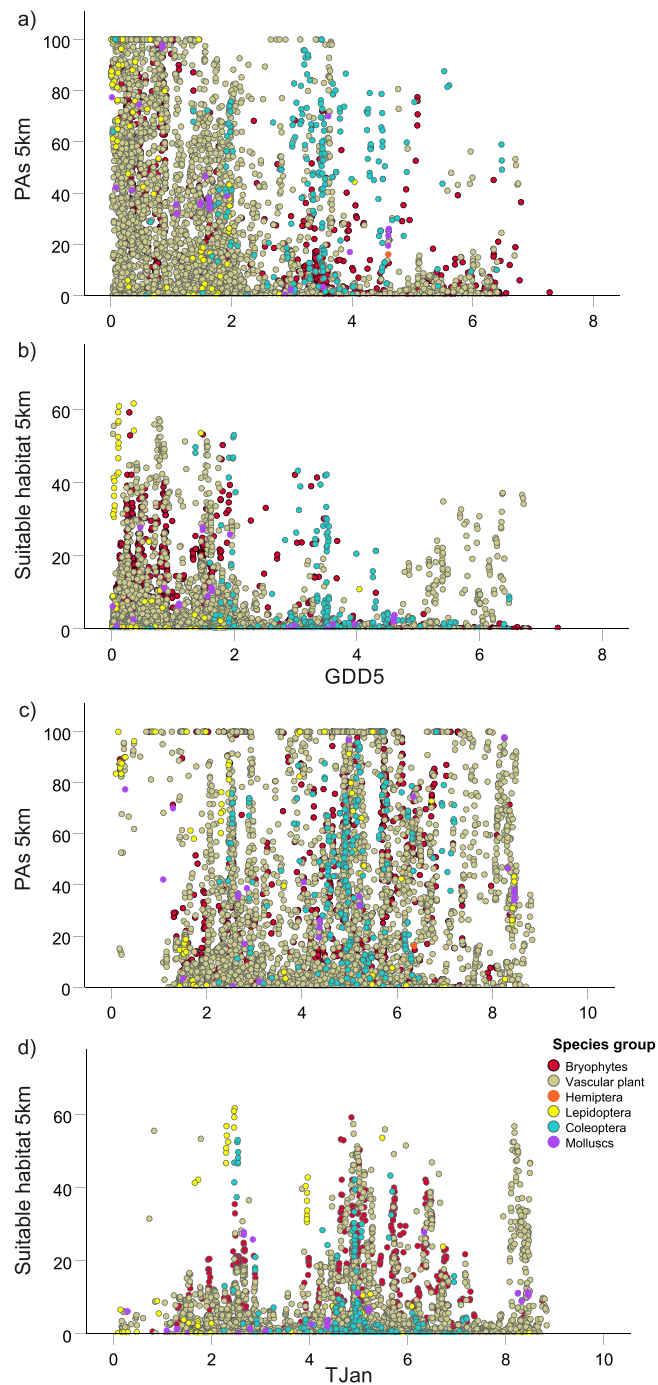 a)
PAs 5km
100
80
60
40
20
0
0 2 4 6 8
b)
Suitable habitat 5km
60
40
20
0
0 2 4 6 8
GDD5
c)
PAs 5km
100
80
60
40
20
0
0 2 4 6 8 10
d)
Suitable habitat 5km
60
40
20
0
0 2 4 6 8 10
TJan
Species group
Bryophytes
Vascular plant
Hemiptera
Lepidoptera
Coleoptera
Molluscs